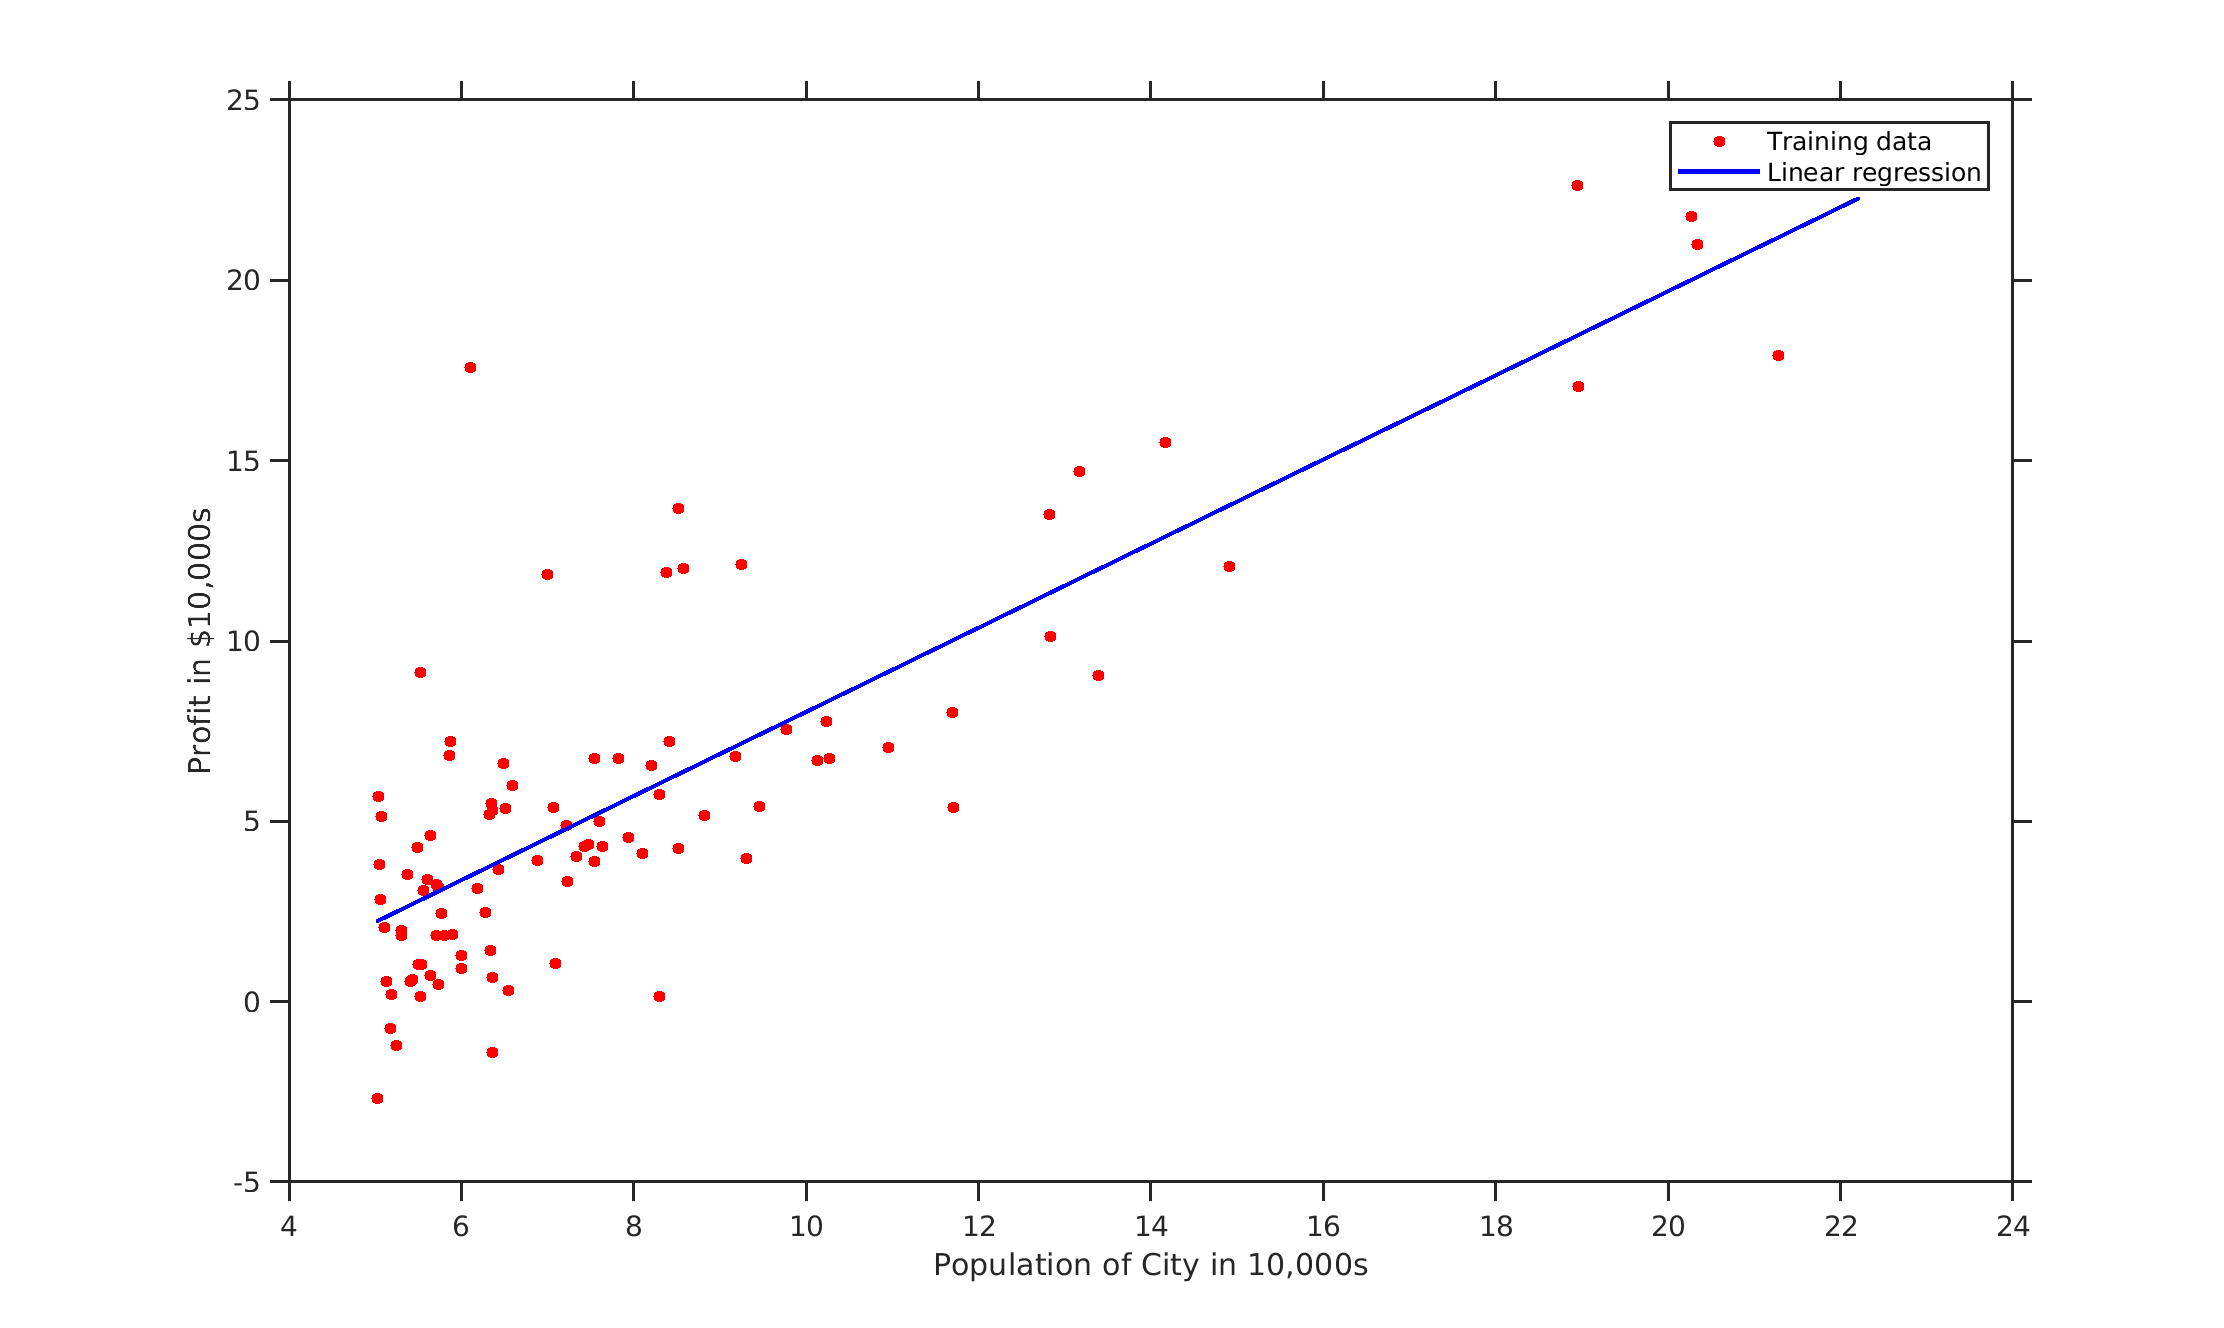 Training data
Linear regression
25
20
15
10
5
0
-5
Profit in $10,000s
4 6 8 10 12 14 16 18 20 22 24
Population of City in 10,000s